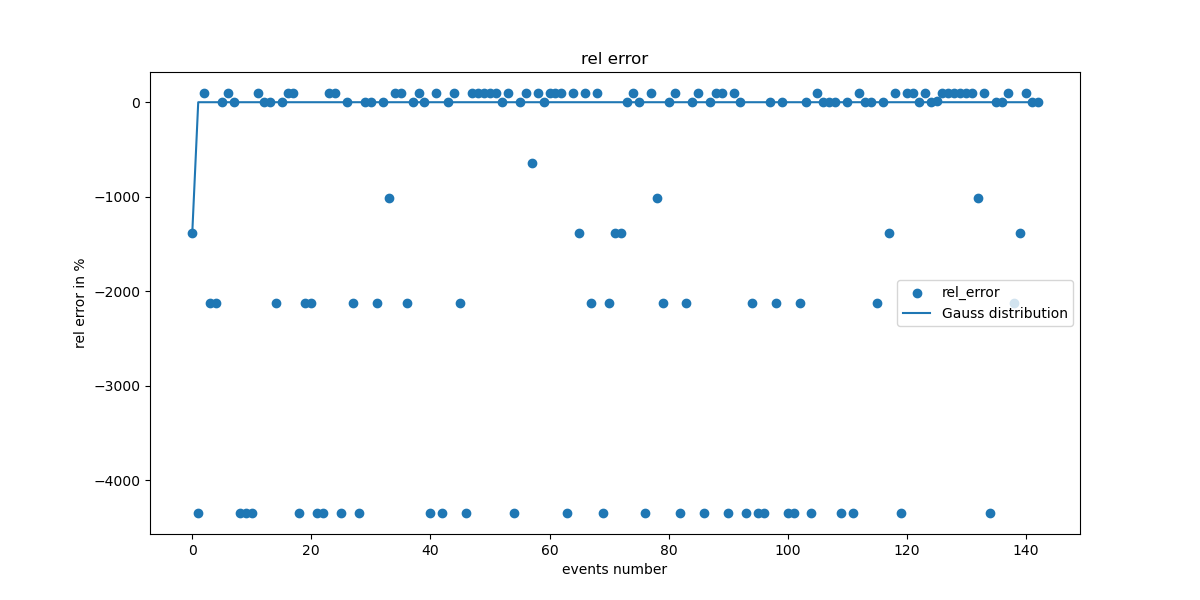 rel error
0
−1000
−2000
−3000
−4000
rel error in %
rel_error
Gauss distribution
0 20 40 60 80 100 120 140
events number